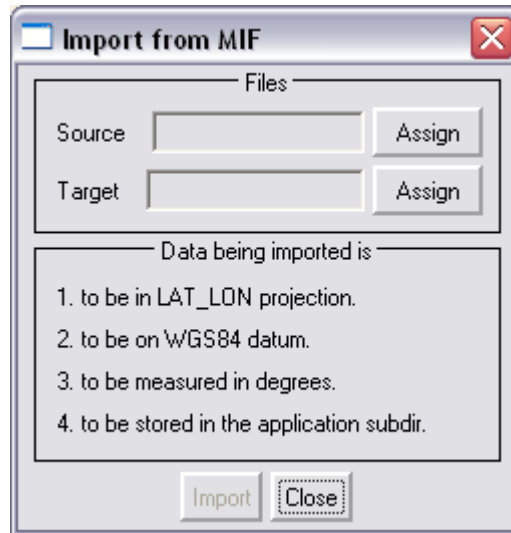 Import from MIF
Files
Source Assign
Target Assign
Data being imported is
1. to be in LAT_LON projection.
2. to be on WGS84 datum.
3. to be measured in degrees.
4. to be stored in the application subdir.
Import Close